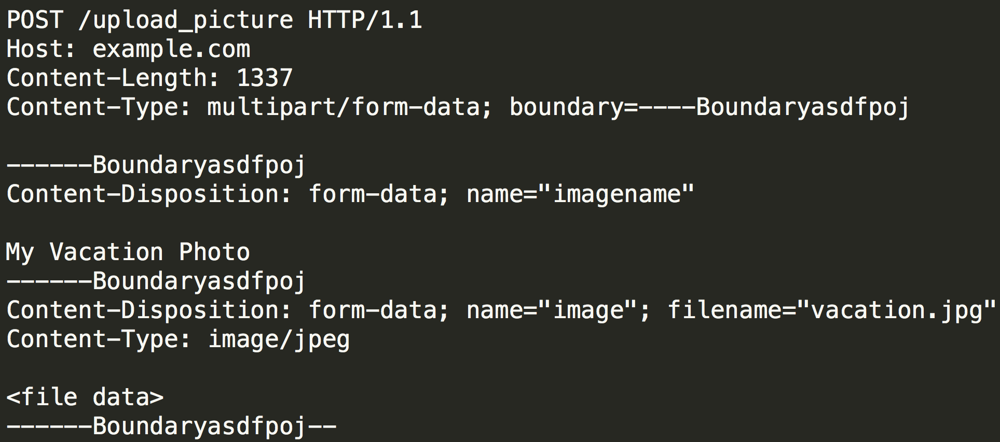 POST /upload_picture HTTP/1.1
Host: example.com
Content-Length: 1337
Content-Type: multipart/form-data; boundary=----Boundaryasdfpoj

------Boundaryasdfpoj
Content-Disposition: form-data; name="imagename"

My Vacation Photo
------Boundaryasdfpoj
Content-Disposition: form-data; name="image"; filename="vacation.jpg"
Content-Type: image/jpeg

<file data>
------Boundaryasdfpoj--